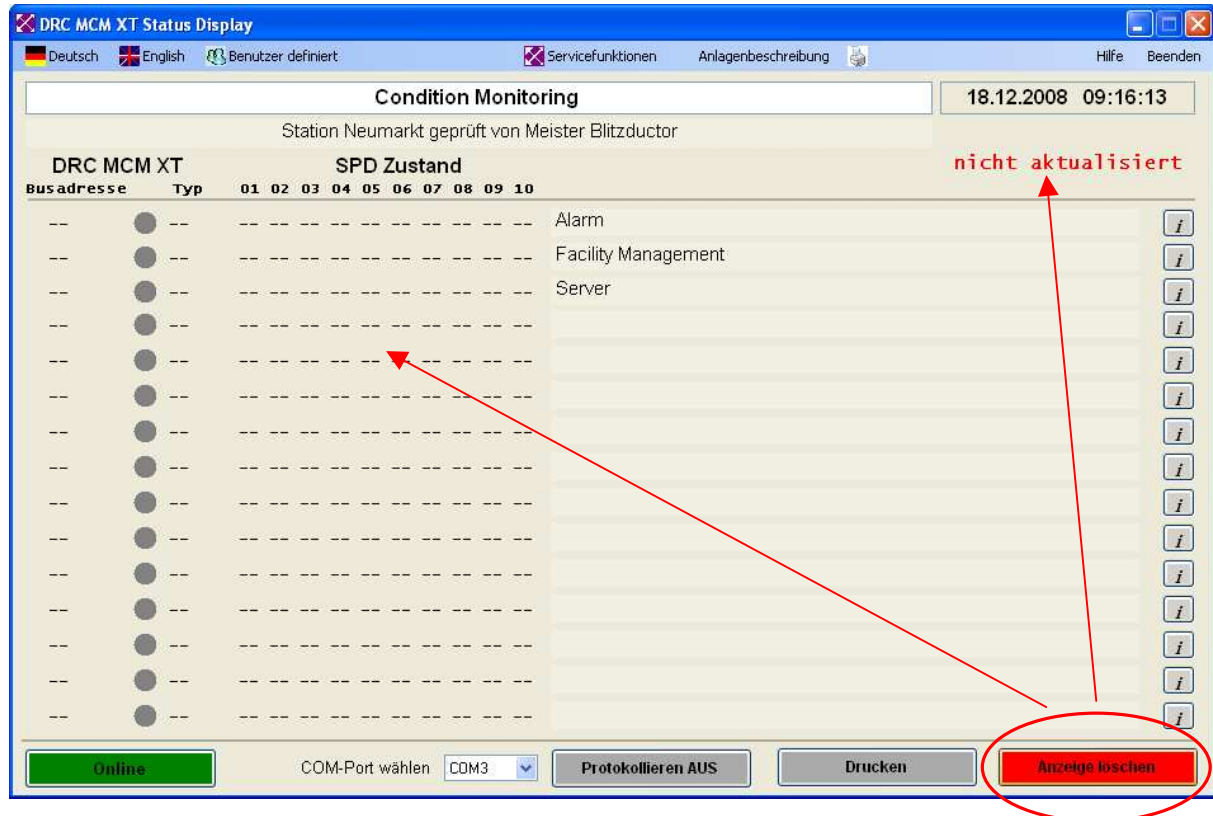 DRC MCM XT Status Display
Deutsch English Benutzer definiert Servicefunktionen Anlagenbeschreibung Hilfe Beenden
Condition Monitoring 18.12.2008 09:16:13
Station Neumarkt geprüft von Meister Blitzductor
DRC MCM XT SPD Zustand nicht aktualisiert
Busadresse Typ 01 02 03 04 05 06 07 08 09 10
-- -- -- -- -- -- -- -- -- -- -- -- Alarm i
-- -- -- -- -- -- -- -- -- -- -- -- Facility Management i
-- -- -- -- -- -- -- -- -- -- -- -- Server i
-- -- -- -- -- -- -- -- -- -- -- -- i
-- -- -- -- -- -- -- -- -- -- -- -- i
-- -- -- -- -- -- -- -- -- -- -- -- i
-- -- -- -- -- -- -- -- -- -- -- -- i
-- -- -- -- -- -- -- -- -- -- -- -- i
-- -- -- -- -- -- -- -- -- -- -- -- i
-- -- -- -- -- -- -- -- -- -- -- -- i
-- -- -- -- -- -- -- -- -- -- -- -- i
-- -- -- -- -- -- -- -- -- -- -- -- i
-- -- -- -- -- -- -- -- -- -- -- -- i
-- -- -- -- -- -- -- -- -- -- -- -- i
-- -- -- -- -- -- -- -- -- -- -- -- i
Online COM-Port wählen COM3 Protokollieren AUS Drucken Anzeige löschen